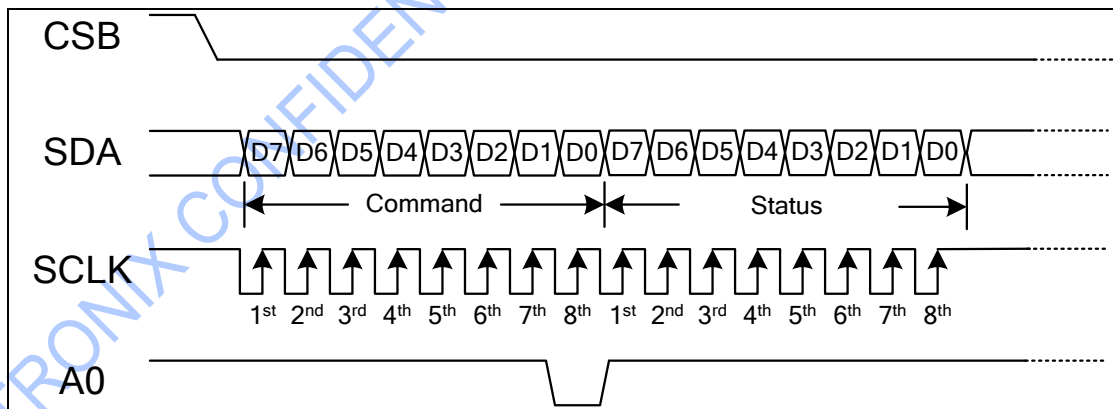 CSB
SDA
D7 D6 D5 D4 D3 D2 D1 D0 D7 D6 D5 D4 D3 D2 D1 D0
Command Status
SCLK
1st 2nd 3rd 4th 5th 6th 7th 8th 1st 2nd 3rd 4th 5th 6th 7th 8th
A0
TRONIX CONFIDEN